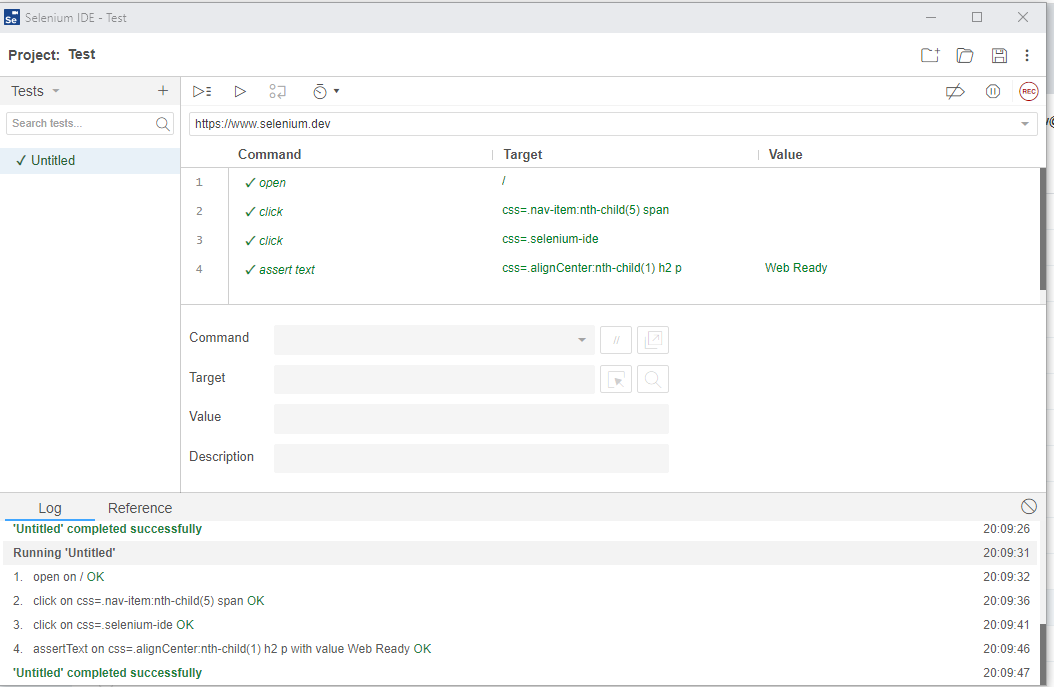 Se Selenium IDE - Test
Project: Test
Tests
Search tests...
✓ Untitled
REC
https://www.selenium.dev
Command Target Value
1 ✓ open /
2 ✓ click css=.nav-item:nth-child(5) span
3 ✓ click css=.selenium-ide
4 ✓ assert text css=.alignCenter:nth-child(1) h2 p Web Ready
Command //
Target
Value
Description
Log Reference
'Untitled' completed successfully 20:09:26
Running 'Untitled' 20:09:31
1. open on / OK 20:09:32
2. click on css=.nav-item:nth-child(5) span OK 20:09:36
3. click on css=.selenium-ide OK 20:09:41
4. assertText on css=.alignCenter:nth-child(1) h2 p with value Web Ready OK 20:09:46
'Untitled' completed successfully 20:09:47